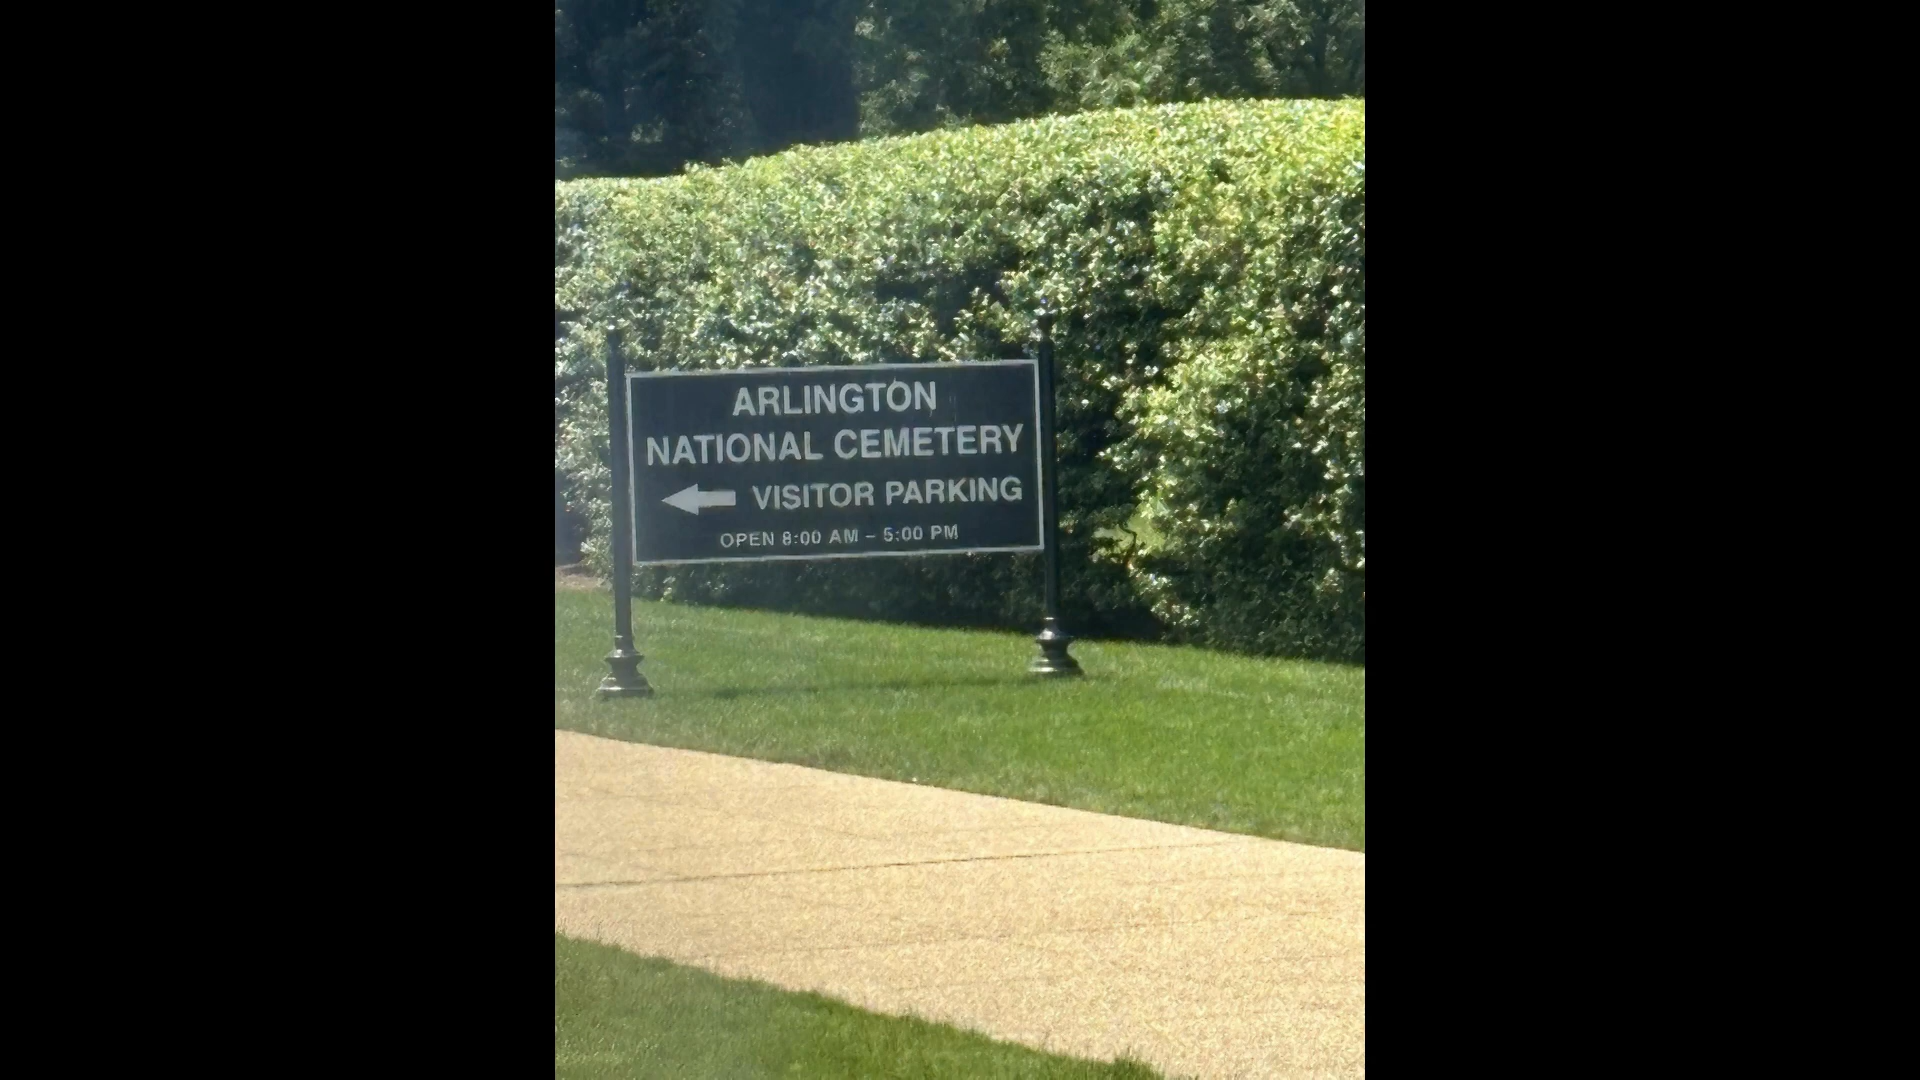 ARLINGTON
NATIONAL CEMETERY
VISITOR PARKING
OPEN 8:00 AM – 5:00 PM